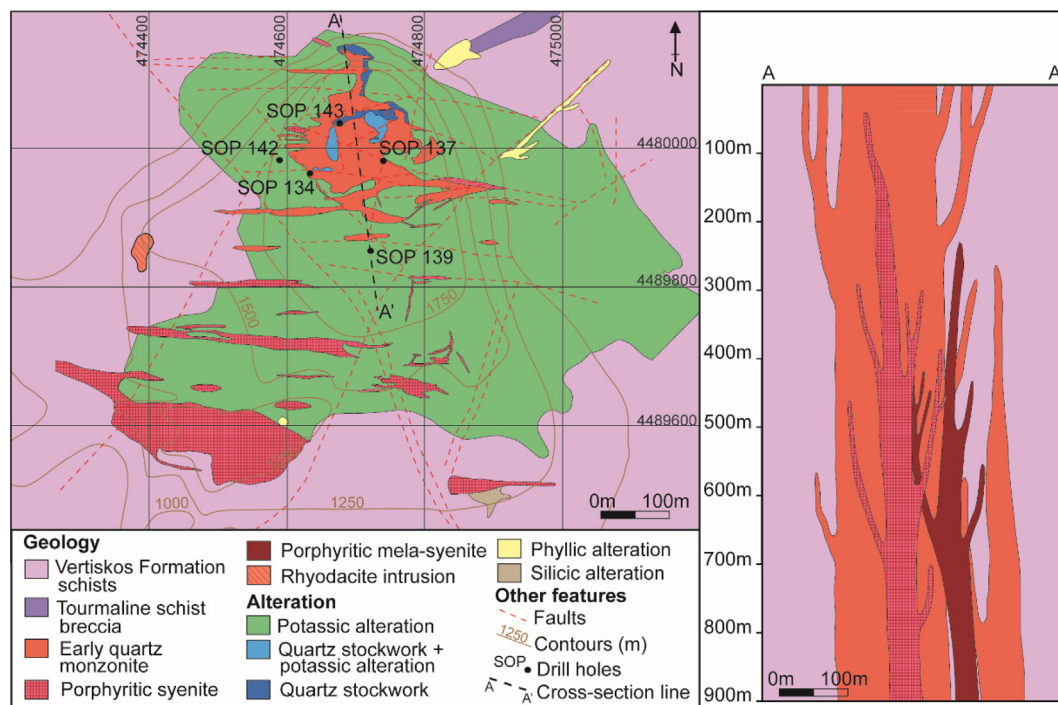 474400
474600
474800
475000
A
N
SOP 143
SOP 142
SOP 137
4480000
SOP 134
SOP 139
4489800
1750
A'
1500
4489600
1000
1250
0m
100m
Geology
Vertiskos Formation
schists
Tourmaline schist
breccia
Early quartz
monzonite
Porphyritic syenite
Porphyritic mela-syenite
Rhyodacite intrusion
Alteration
Potassic alteration
Quartz stockwork +
potassic alteration
Quartz stockwork
Phyllic alteration
Silicic alteration
Other features
Faults
1250
Contours (m)
SOP
Drill holes
A
A'
Cross-section line
A
A
100m
200m
300m
400m
500m
600m
700m
800m
900m
0m
100m